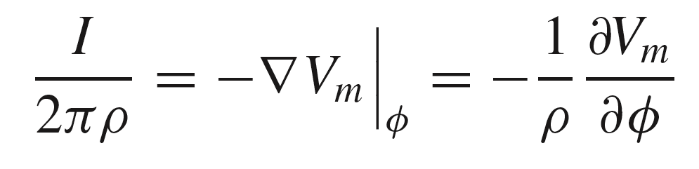 I/2πρ = −∇V_m|_ϕ = −1/ρ ∂V_m/∂ϕ